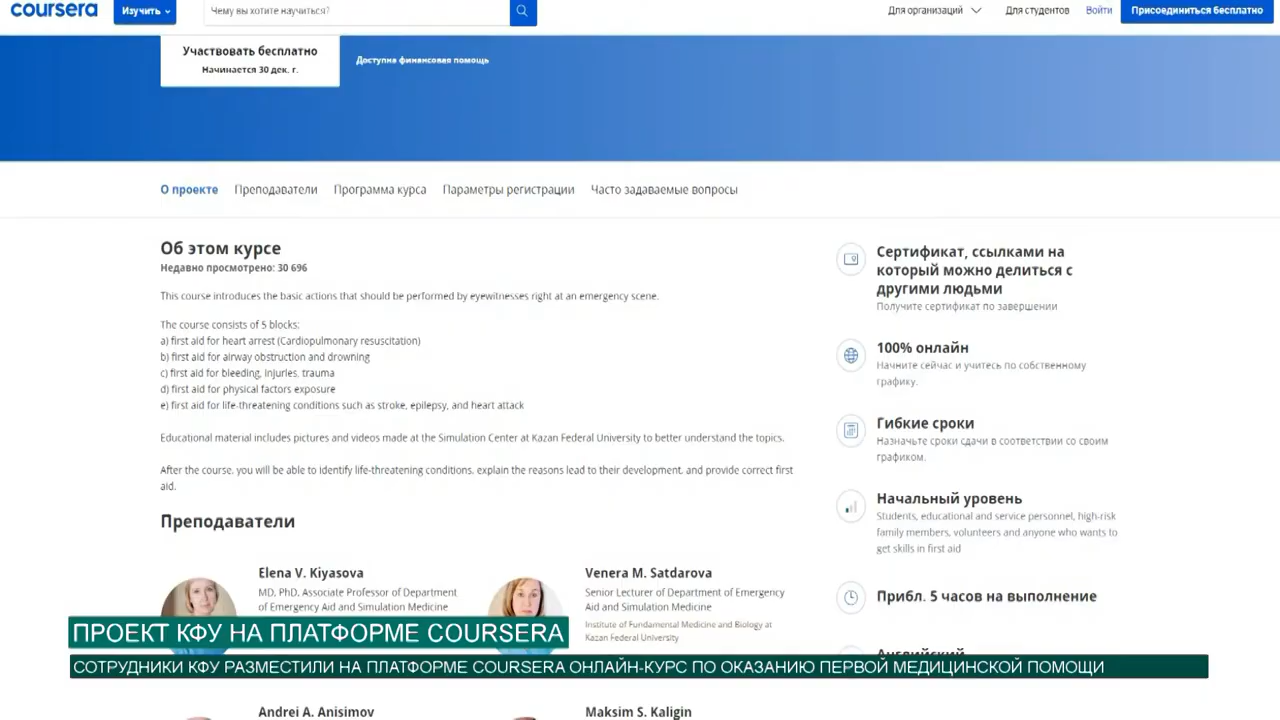 coursera
Изучить
Чему вы хотите научиться?
Для организаций
Для студентов
Войти
Присоединиться бесплатно
Участвовать бесплатно
Начинается 30 дек. г.
Доступна финансовая помощь
О проекте
Преподаватели
Программа курса
Параметры регистрации
Часто задаваемые вопросы
Об этом курсе
Недавно просмотрено: 30 696
This course introduces the basic actions that should be performed by eyewitnesses right at an emergency scene.
The course consists of 5 blocks:
a) first aid for heart arrest (Cardiopulmonary resuscitation)
b) first aid for airway obstruction and drowning
c) first aid for bleeding, injuries, trauma
d) first aid for physical factors exposure
e) first aid for life-threatening conditions such as stroke, epilepsy, and heart attack
Educational material includes pictures and videos made at the Simulation Center at Kazan Federal University to better understand the topics.
After the course, you will be able to identify life-threatening conditions, explain the reasons lead to their development, and provide correct first
aid.
Сертификат, ссылками на
который можно делиться с
другими людьми
Получите сертификат по завершении
100% онлайн
Начните сейчас и учитесь по собственному
графику.
Гибкие сроки
Назначьте сроки сдачи в соответствии со своим
графиком.
Начальный уровень
Students, educational and service personnel, high-risk
family members, volunteers and anyone who wants to
get skills in first aid
Прибл. 5 часов на выполнение
Английский
Преподаватели
Elena V. Kiyasova
MD, PhD, Associate Professor of Department
of Emergency Aid and Simulation Medicine
Venera M. Satdarova
Senior Lecturer of Department of Emergency
Aid and Simulation Medicine
Institute of Fundamental Medicine and Biology at
Kazan Federal University
ПРОЕКТ КФУ НА ПЛАТФОРМЕ COURSERA
СОТРУДНИКИ КФУ РАЗМЕСТИЛИ НА ПЛАТФОРМЕ COURSERA ОНЛАЙН-КУРС ПО ОКАЗАНИЮ ПЕРВОЙ МЕДИЦИНСКОЙ ПОМОЩИ
Andrei A. Anisimov
Maksim S. Kaligin